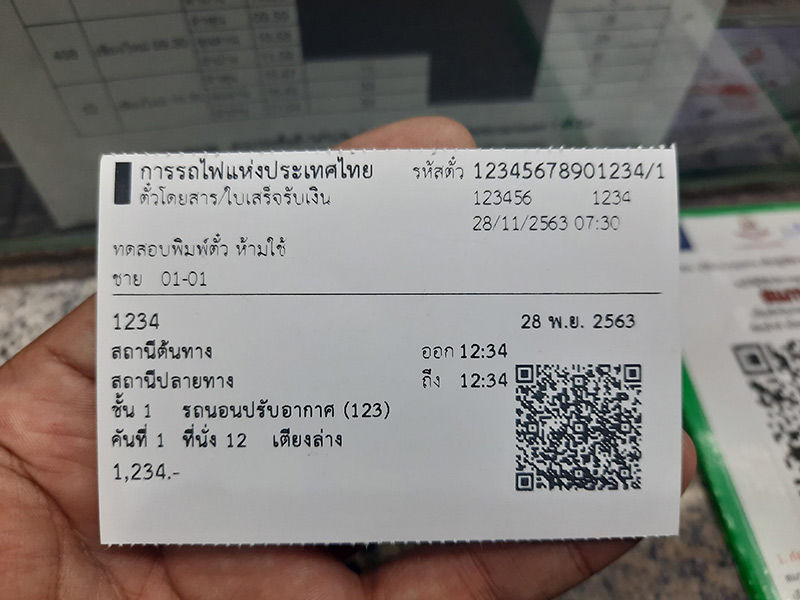 การรถไฟแห่งประเทศไทย รหัสตั๋ว 12345678901234/1
ตั๋วโดยสาร/ใบเสร็จรับเงิน 123456 1234
28/11/2563 07:30
ทดสอบพิมพ์ตั๋ว ห้ามใช้
ชาย 01-01
1234 28 พ.ย. 2563
สถานีต้นทาง ออก 12:34
สถานีปลายทาง ถึง 12:34
ชั้น 1 รถนอนปรับอากาศ (123)
คันที่ 1 ที่นั่ง 12 เตียงล่าง
1,234.-